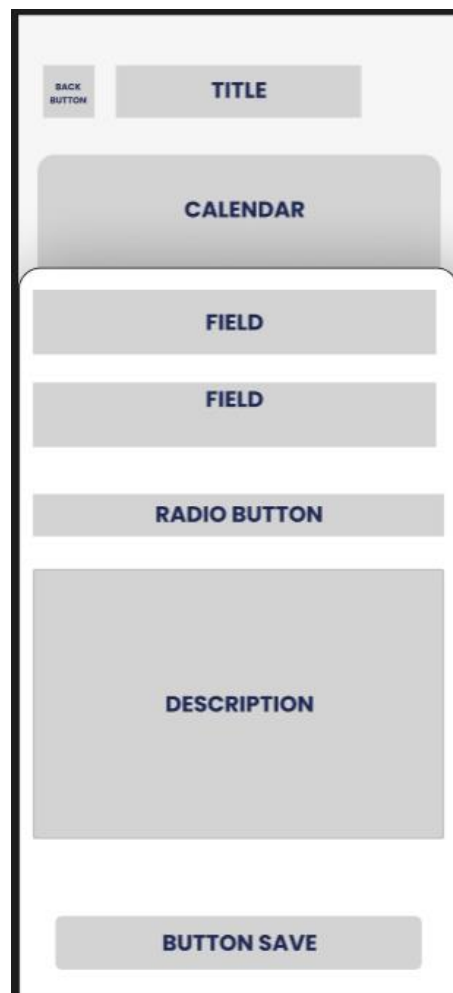 BACK
BUTTON
TITLE
CALENDAR
FIELD
FIELD
RADIO BUTTON
DESCRIPTION
BUTTON SAVE